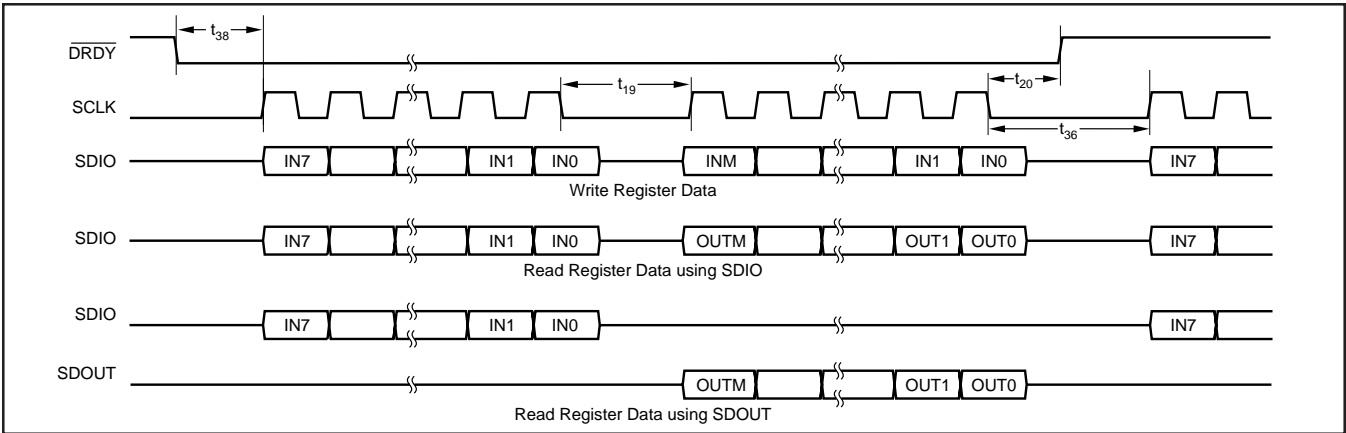 t38
DRDY
t19
t20
SCLK
t36
SDIO IN7 IN1 IN0 INM IN1 IN0 IN7
Write Register Data
SDIO IN7 IN1 IN0 OUTM OUT1 OUT0 IN7
Read Register Data using SDIO
SDIO IN7 IN1 IN0 IN7
SDOUT OUTM OUT1 OUT0
Read Register Data using SDOUT